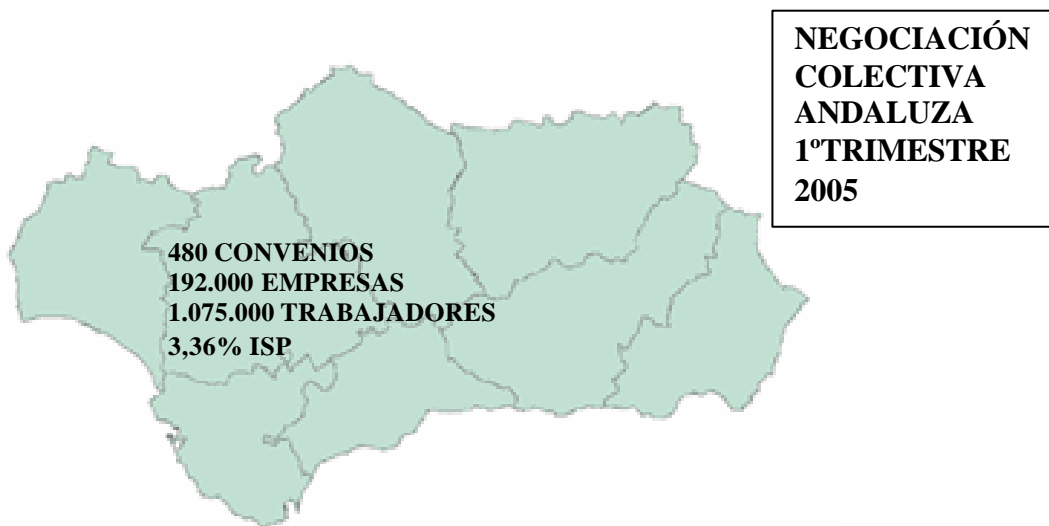 NEGOCIACIÓN
COLECTIVA
ANDALUZA
1ºTRIMESTRE
2005
480 CONVENIOS
192.000 EMPRESAS
1.075.000 TRABAJADORES
3,36% ISP